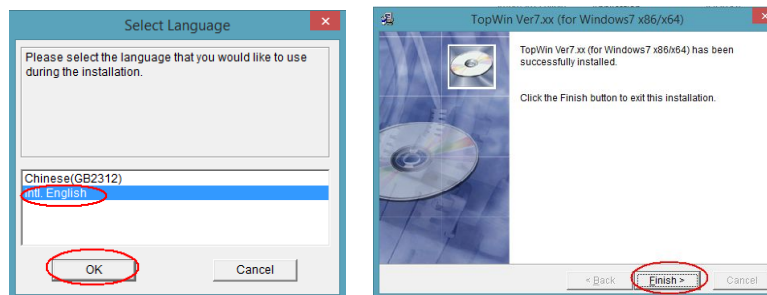 Select Language
Please select the language that you would like to use
during the installation.
Chinese(GB2312)
Intl. English
OK
Cancel
TopWin Ver7.xx (for Windows7 x86/x64)
TopWin Ver7.xx (for Windows7 x86/x64) has been
successfully installed.
Click the Finish button to exit this installation.
< Back
Finish >
Cancel